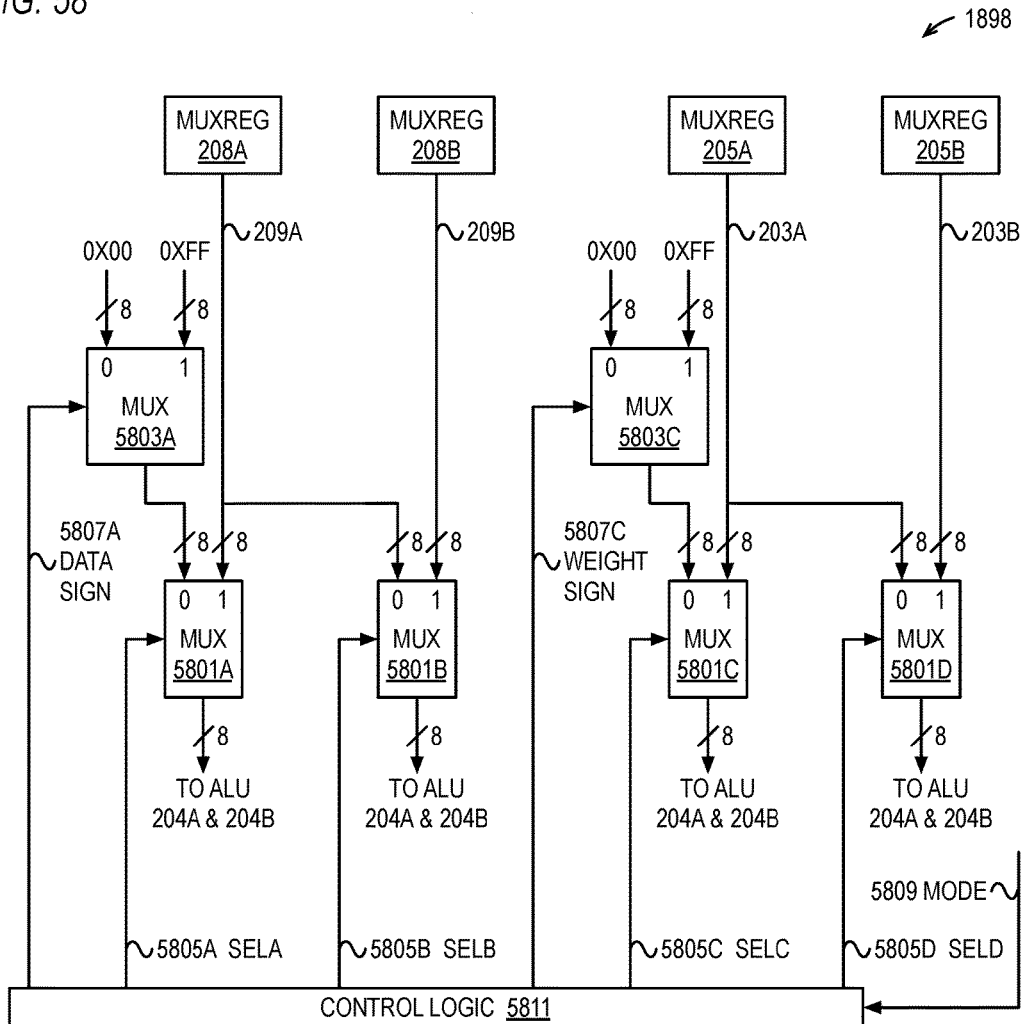 FIG. 58
1898
MUXREG
208A
MUXREG
208B
MUXREG
205A
MUXREG
205B
209A
209B
203A
203B
0X00 0XFF
8 8
0X00 0XFF
8 8
0 1
MUX
5803A
0 1
MUX
5803C
5807A
DATA
SIGN
5807C
WEIGHT
SIGN
8 8
8 8
8 8
8 8
0 1
MUX
5801A
0 1
MUX
5801B
0 1
MUX
5801C
0 1
MUX
5801D
8
8
8
8
TO ALU
204A & 204B
TO ALU
204A & 204B
TO ALU
204A & 204B
TO ALU
204A & 204B
5809 MODE
5805A SELA
5805B SELB
5805C SELC
5805D SELD
CONTROL LOGIC 5811